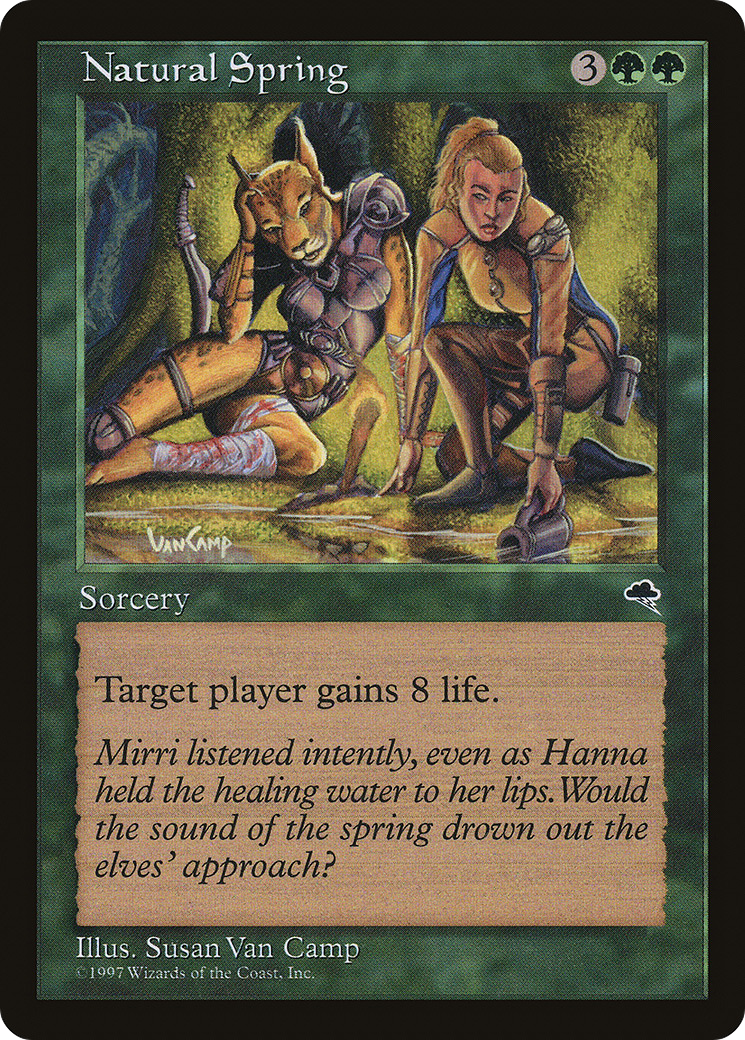 Natural Spring
3
VANCAMP
Sorcery
Target player gains 8 life.
Mirri listened intently, even as Hanna
held the healing water to her lips. Would
the sound of the spring drown out the
elves' approach?
Illus. Susan Van Camp
©1997 Wizards of the Coast, Inc.